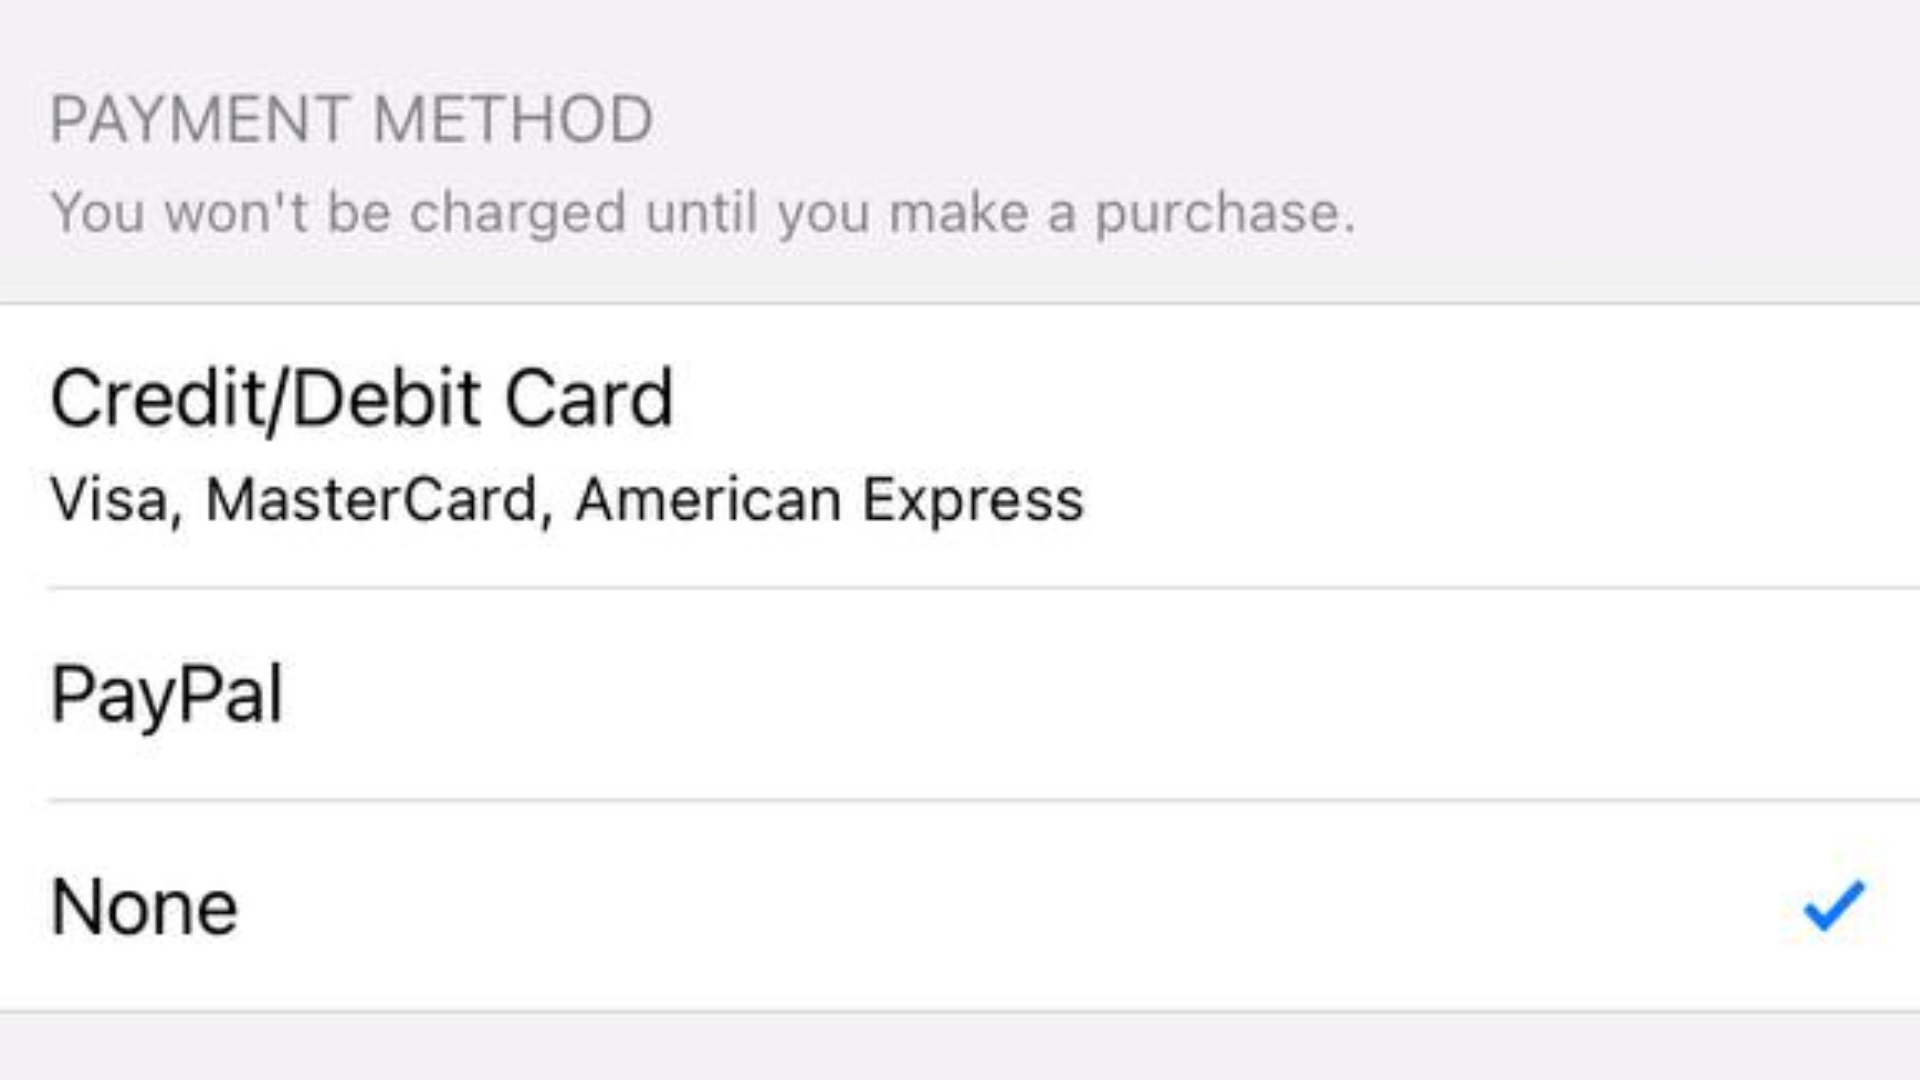 PAYMENT METHOD
You won't be charged until you make a purchase.
Credit/Debit Card
Visa, MasterCard, American Express
PayPal
None